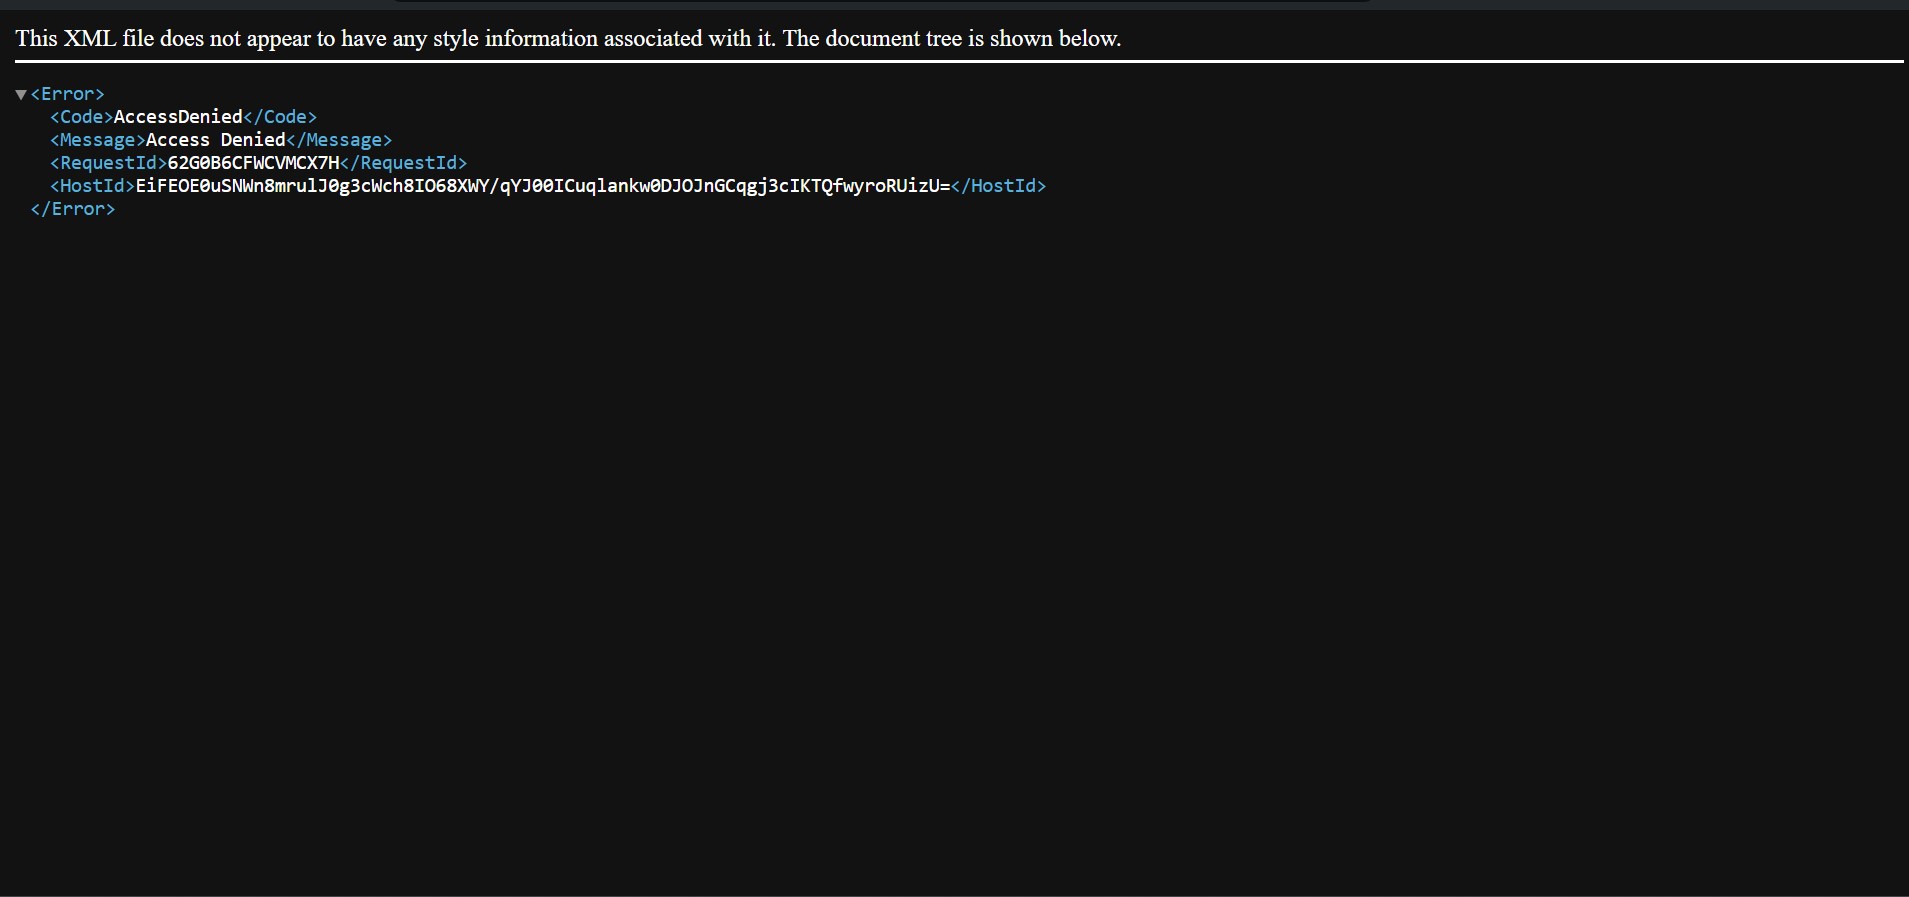 This XML file does not appear to have any style information associated with it. The document tree is shown below.
▼<Error>
<Code>AccessDenied</Code>
<Message>Access Denied</Message>
<RequestId>62G0B6CFWCVMCX7H</RequestId>
<HostId>EiFEOE0uSNWn8mrulJ0g3cWch8IO68XWY/qYJ00ICuqlankw0DJOJnGCqgj3cIKTQfwyroRUizU=</HostId>
</Error>